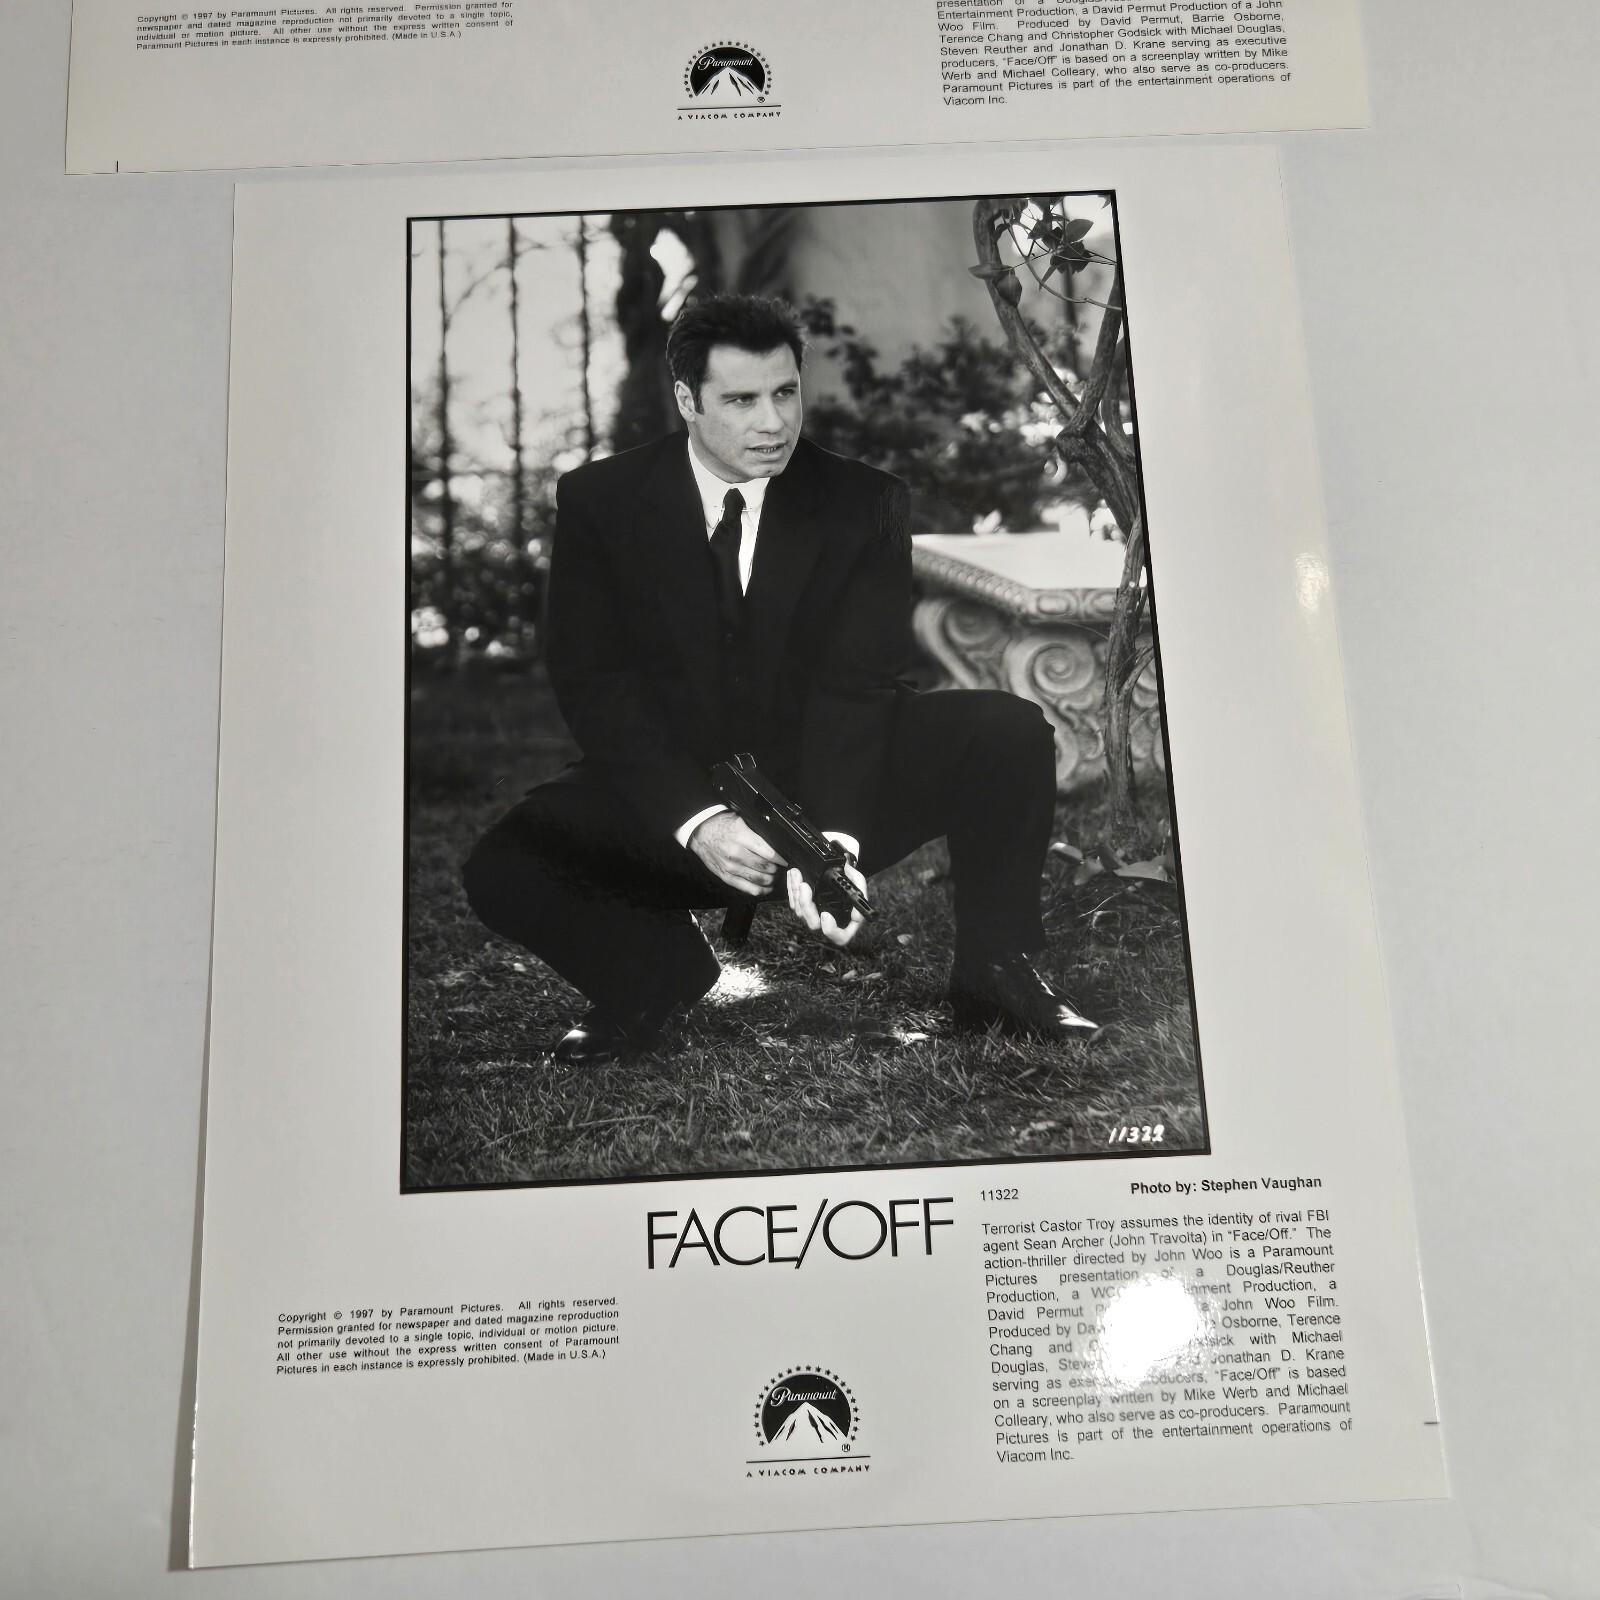 Copyright © 1997 by Paramount Pictures. All rights reserved. Permission granted for
newspaper and dated magazine reproduction not primarily devoted to a single topic,
individual or motion picture. All other use without the express written consent of
Paramount Pictures in each instance is expressly prohibited. (Made in U.S.A.)
Paramount
®
A VIACOM COMPANY
presentation of a
Entertainment Production, a David Permut Production of a John
Woo Film. Produced by David Permut, Barrie Osborne,
Terence Chang and Christopher Godsick with Michael Douglas,
Steven Reuther and Jonathan D. Krane serving as executive
producers, "Face/Off" is based on a screenplay written by Mike
Werb and Michael Colleary, who also serve as co-producers.
Paramount Pictures is part of the entertainment operations of
Viacom Inc.
11322
FACE/OFF
11322
Photo by: Stephen Vaughan
Terrorist Castor Troy assumes the identity of rival FBI
agent Sean Archer (John Travolta) in "Face/Off." The
action-thriller directed by John Woo is a Paramount
Pictures presentation of a Douglas/Reuther
Production, a Production, a
David Permut a John Woo Film.
Produced by Osborne, Terence
Chang and with Michael
Douglas, Jonathan D. Krane
serving as "Face/Off" is based
on a screenplay written by Mike Werb and Michael
Colleary, who also serve as co-producers. Paramount
Pictures is part of the entertainment operations of
Viacom Inc.
Copyright © 1997 by Paramount Pictures. All rights reserved.
Permission granted for newspaper and dated magazine reproduction
not primarily devoted to a single topic, individual or motion picture.
All other use without the express written consent of Paramount
Pictures in each instance is expressly prohibited. (Made in U.S.A.)
Paramount
®
A VIACOM COMPANY